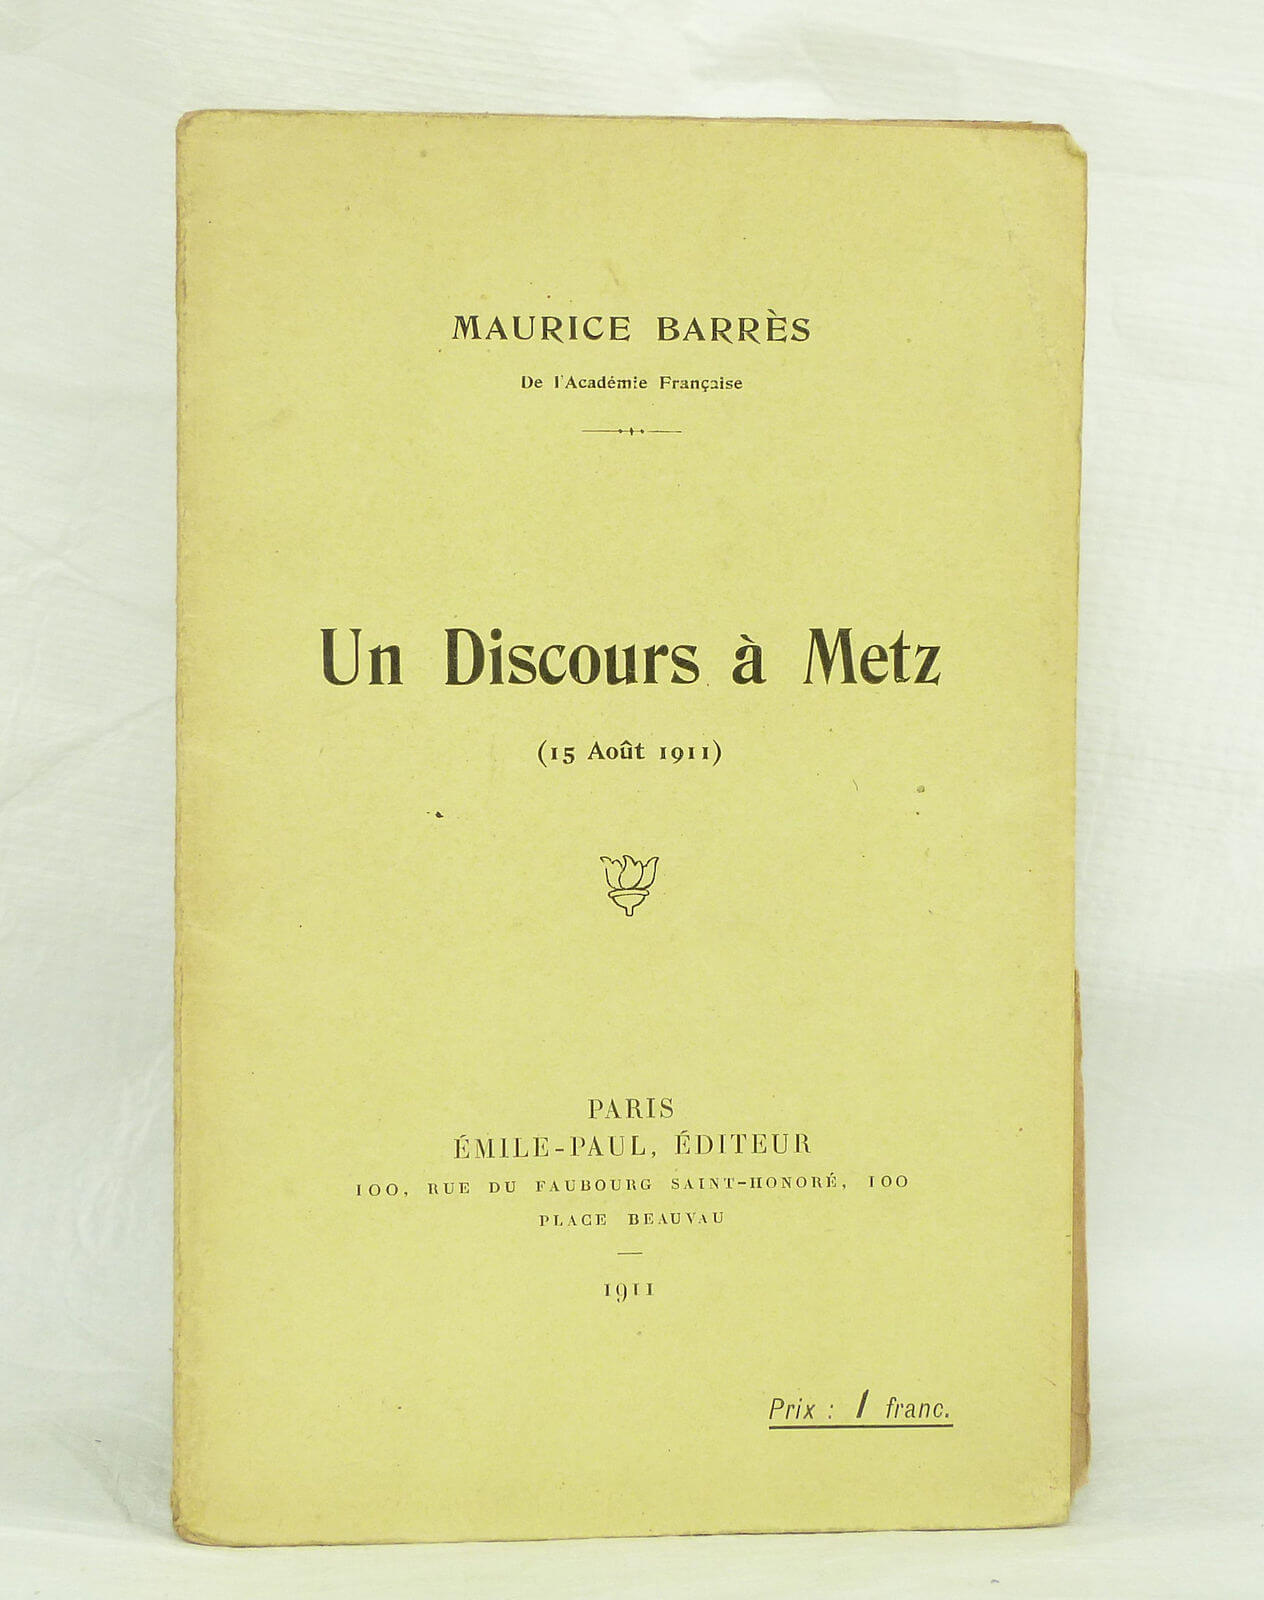 MAURICE BARRÈS
De l'Académie Française
Un Discours à Metz
(15 Août 1911)
PARIS
ÉMILE-PAUL, ÉDITEUR
100, RUE DU FAUBOURG SAINT-HONORÉ, 100
PLACE BEAUVAU
1911
Prix : 1 franc.